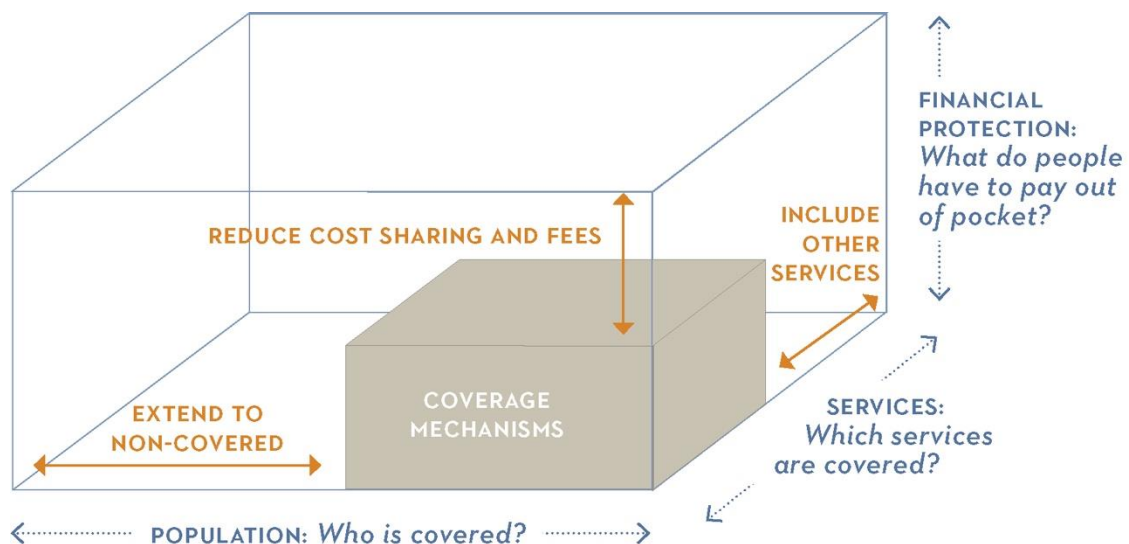 FINANCIAL
PROTECTION:
What do people
have to pay out
of pocket?
REDUCE COST SHARING AND FEES
INCLUDE
OTHER
SERVICES
COVERAGE
MECHANISMS
EXTEND TO
NON-COVERED
SERVICES:
Which services
are covered?
POPULATION: Who is covered?